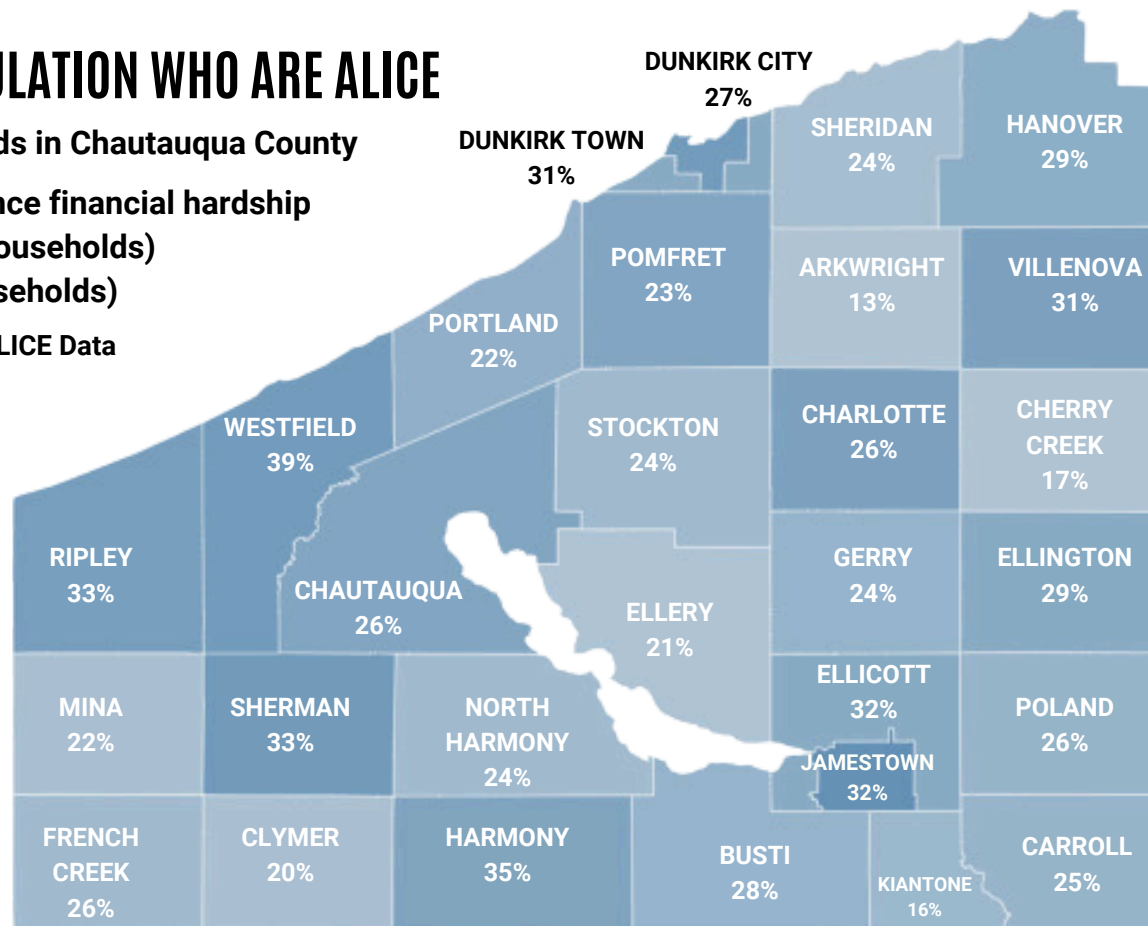 ULATION WHO ARE ALICE
ds in Chautauqua County
nce financial hardship
ouseholds)
seholds)
LICE Data
DUNKIRK CITY
27%
DUNKIRK TOWN
31%
SHERIDAN
24%
HANOVER
29%
POMFRET
23%
ARKWRIGHT
13%
VILLENOVA
31%
PORTLAND
22%
WESTFIELD
39%
STOCKTON
24%
CHARLOTTE
26%
CHERRY
CREEK
17%
RIPLEY
33%
CHAUTAUQUA
26%
ELLERY
21%
GERRY
24%
ELLINGTON
29%
MINA
22%
SHERMAN
33%
NORTH
HARMONY
24%
ELLICOTT
32%
JAMESTOWN
32%
POLAND
26%
FRENCH
CREEK
26%
CLYMER
20%
HARMONY
35%
BUSTI
28%
KIANTONE
16%
CARROLL
25%